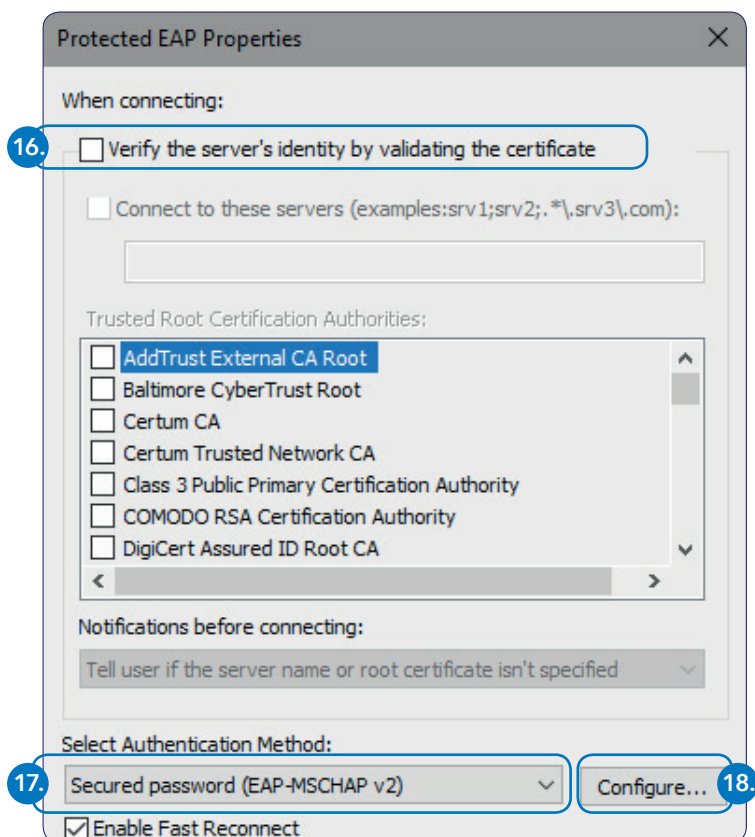 Protected EAP Properties
When connecting:
16.
Verify the server's identity by validating the certificate
Connect to these servers (examples:srv1;srv2;.*\.srv3\.com):
Trusted Root Certification Authorities:
AddTrust External CA Root
Baltimore CyberTrust Root
Certum CA
Certum Trusted Network CA
Class 3 Public Primary Certification Authority
COMODO RSA Certification Authority
DigiCert Assured ID Root CA
Notifications before connecting:
Tell user if the server name or root certificate isn't specified
Select Authentication Method:
17.
Secured password (EAP-MSCHAP v2)
Configure...
18.
Enable Fast Reconnect